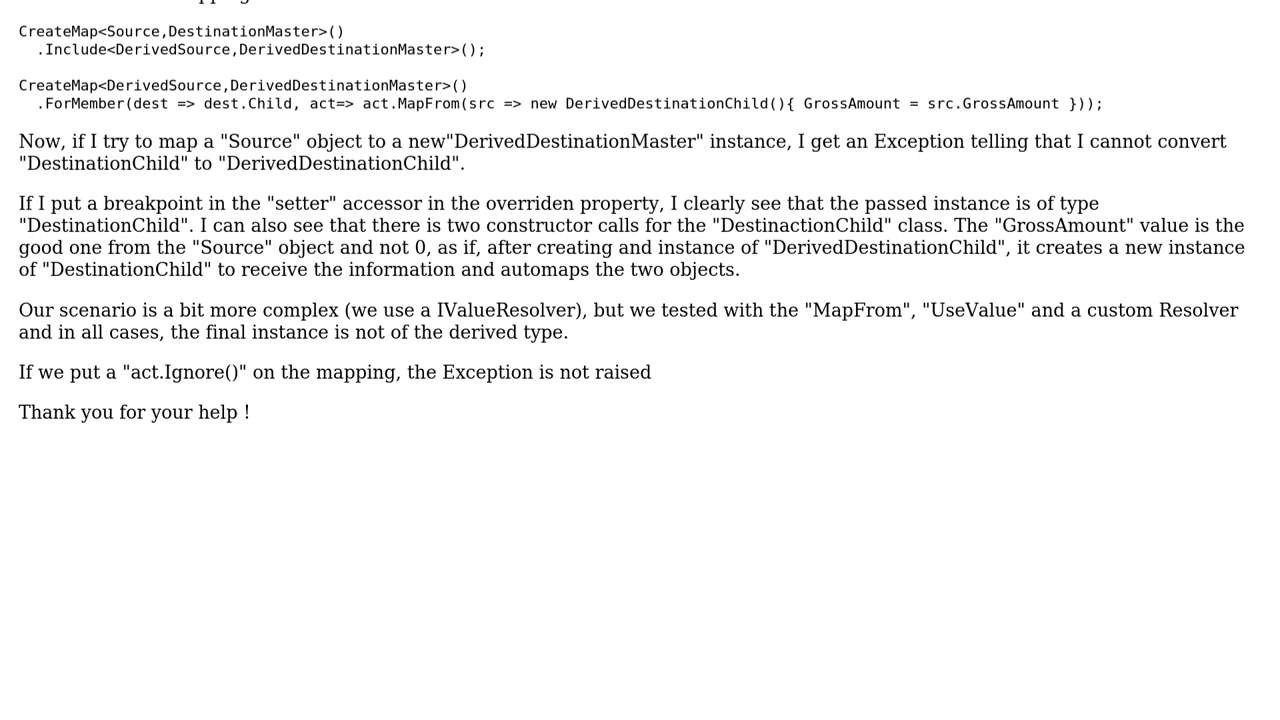 CreateMap<Source,DestinationMaster>()
  .Include<DerivedSource,DerivedDestinationMaster>();
CreateMap<DerivedSource,DerivedDestinationMaster>()
  .ForMember(dest => dest.Child, act=> act.MapFrom(src => new DerivedDestinationChild(){ GrossAmount = src.GrossAmount }));
Now, if I try to map a "Source" object to a new"DerivedDestinationMaster" instance, I get an Exception telling that I cannot convert
"DestinationChild" to "DerivedDestinationChild".
If I put a breakpoint in the "setter" accessor in the overriden property, I clearly see that the passed instance is of type
"DestinationChild". I can also see that there is two constructor calls for the "DestinactionChild" class. The "GrossAmount" value is the
good one from the "Source" object and not 0, as if, after creating and instance of "DerivedDestinationChild", it creates a new instance
of "DestinationChild" to receive the information and automaps the two objects.
Our scenario is a bit more complex (we use a IValueResolver), but we tested with the "MapFrom", "UseValue" and a custom Resolver
and in all cases, the final instance is not of the derived type.
If we put a "act.Ignore()" on the mapping, the Exception is not raised
Thank you for your help !